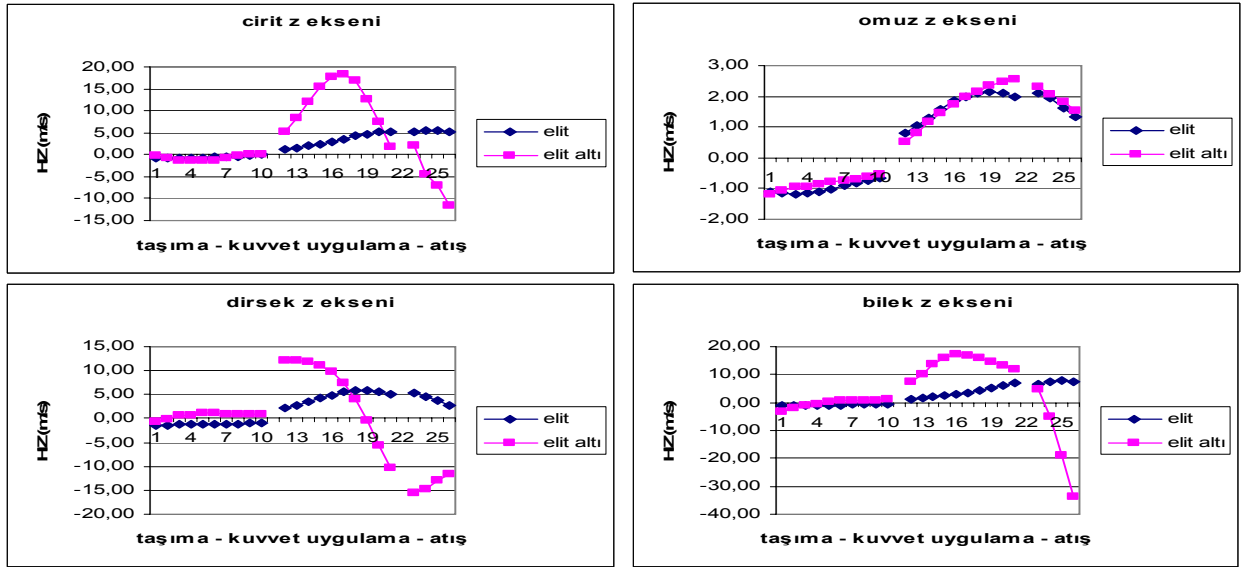 cirit z ekseni
HZ(m/s)
20,00
15,00
10,00
5,00
0,00
-5,00
-10,00
-15,00
1 4 7 10 13 16 19 22 25
elit
elit altı
taşıma - kuvvet uygulama - atış
omuz z ekseni
HZ(m/s)
3,00
2,00
1,00
0,00
-1,00
-2,00
1 4 7 10 13 16 19 22 25
elit
elit altı
taşıma - kuvvet uygulama - atış
dirsek z ekseni
HZ(m/s)
15,00
10,00
5,00
0,00
-5,00
-10,00
-15,00
-20,00
1 4 7 10 13 16 19 22 25
elit
elit altı
taşıma - kuvvet uygulama - atış
bilek z ekseni
HZ(m/s)
20,00
10,00
0,00
-10,00
-20,00
-30,00
-40,00
1 4 7 10 13 16 19 22 25
elit
elit altı
taşıma - kuvvet uygulama - atış